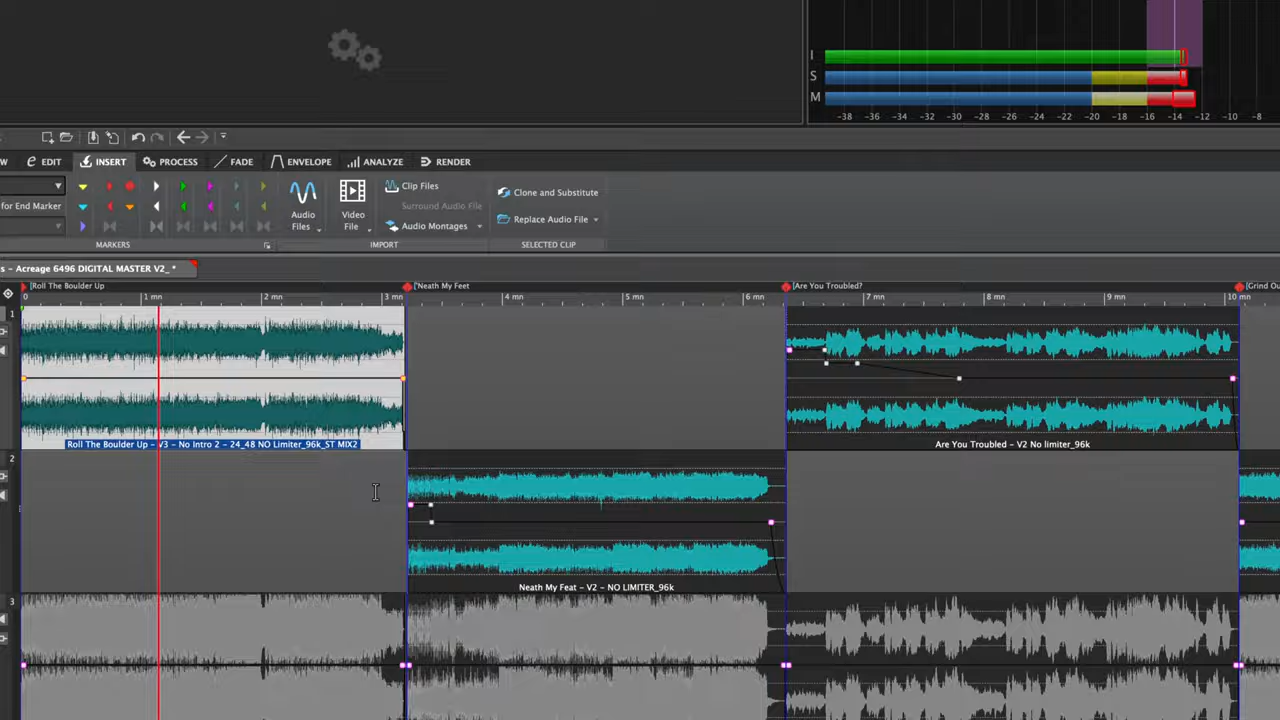 I
S
M
-38 -36 -34 -32 -30 -28 -26 -24 -22 -20 -18 -16 -14 -12 -10 -8
W EDIT INSERT PROCESS FADE ENVELOPE ANALYZE RENDER
for End Marker
Audio Files
Video File
Clip Files
Surround Audio File
Audio Montages
Clone and Substitute
Replace Audio File
MARKERS IMPORT SELECTED CLIP
s - Acreage 6496 DIGITAL MASTER V2_ *
[Roll The Boulder Up ['Neath My Feet [Are You Troubled? [Grind Ou
0 1 mn 2 mn 3 mn 4 mn 5 mn 6 mn 7 mn 8 mn 9 mn 10 mn
1
Roll The Boulder Up - V3 - No Intro 2 - 24_48 NO Limiter_96k_ST MIX2
Are You Troubled - V2 No limiter_96k
2
Neath My Feat - V2 - NO LIMITER_96k
3